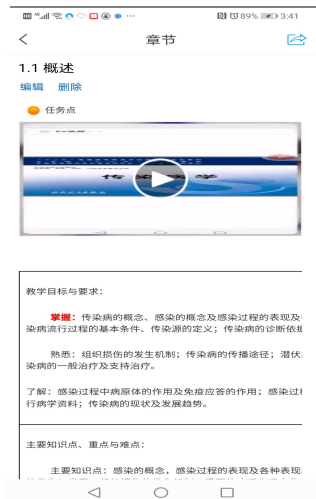 89% 3:41
章节
1.1 概述
编辑 删除
任务点
传 学
教学目标与要求：
掌握：传染病的概念、感染的概念及感染过程的表现及
染病流行过程的基本条件、传染源的定义；传染病的诊断依据
熟悉：组织损伤的发生机制；传染病的传播途径；潜伏
染病的一般治疗及支持治疗。
了解：感染过程中病原体的作用及免疫应答的作用；感染过程
行病学资料；传染病的现状及发展趋势。
主要知识点、重点与难点：
主要知识点：感染的概念，感染过程的表现及各种表现